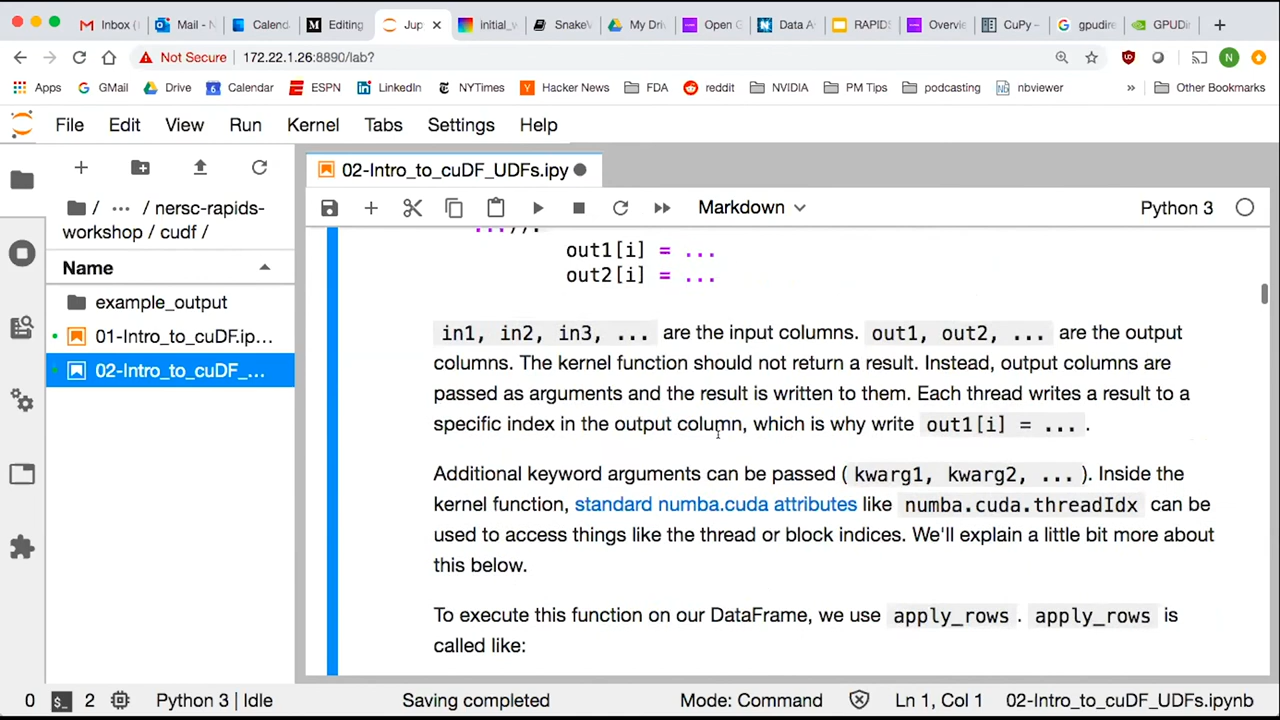 Inbox (
Mail - N
Calend
Editing
Jup
initial_v
SnakeV
My Driv
Open G
Data A
RAPIDS
Overvie
CuPy –
gpudire
GPUDir
Not Secure 172.22.1.26:8890/lab?
N
Apps GMail Drive Calendar ESPN LinkedIn NYTimes Hacker News FDA reddit NVIDIA PM Tips podcasting nbviewer » Other Bookmarks
File Edit View Run Kernel Tabs Settings Help
02-Intro_to_cuDF_UDFs.ipy
/ ... / nersc-rapids-
workshop / cudf /
Markdown
Python 3
Name
example_output
01-Intro_to_cuDF.ip...
02-Intro_to_cuDF_...
out1[i] = ...
out2[i] = ...
in1, in2, in3, ... are the input columns. out1, out2, ... are the output
columns. The kernel function should not return a result. Instead, output columns are
passed as arguments and the result is written to them. Each thread writes a result to a
specific index in the output column, which is why write out1[i] = ... .
Additional keyword arguments can be passed ( kwarg1, kwarg2, ... ). Inside the
kernel function, standard numba.cuda attributes like numba.cuda.threadIdx can be
used to access things like the thread or block indices. We'll explain a little bit more about
this below.
To execute this function on our DataFrame, we use apply_rows . apply_rows is
called like:
0 2 Python 3 | Idle Saving completed Mode: Command Ln 1, Col 1 02-Intro_to_cuDF_UDFs.ipynb